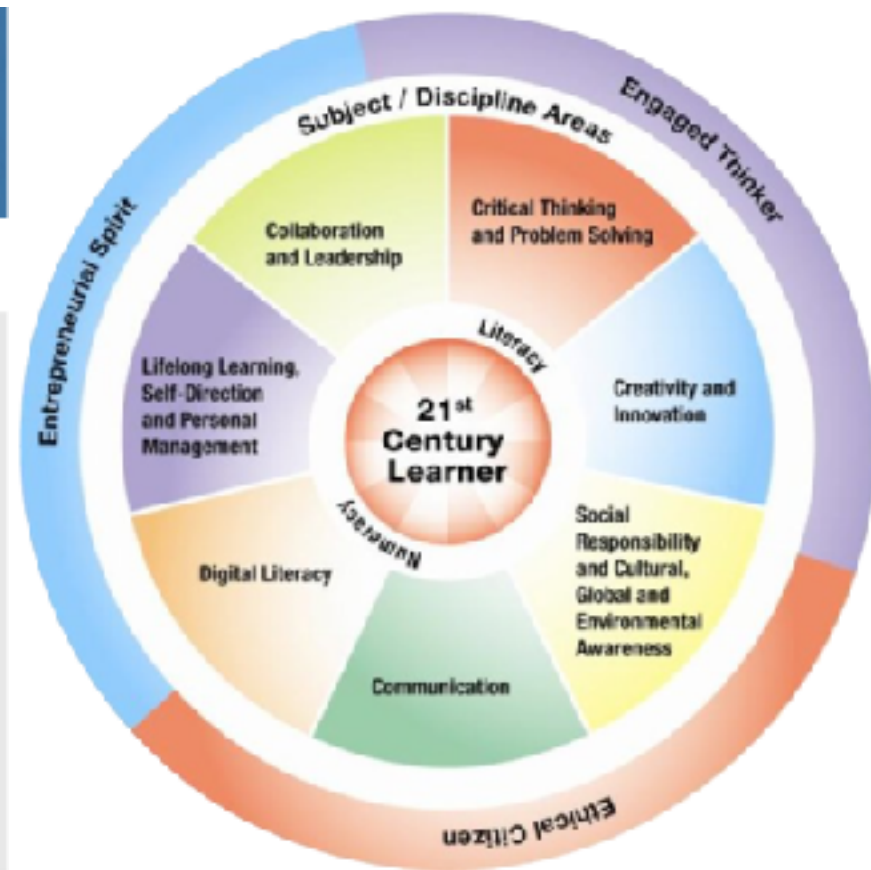 Engaged Thinker
Subject / Discipline Areas
Entrepreneurial Spirit
Collaboration
and Leadership
Critical Thinking
and Problem Solving
Literacy
Lifelong Learning,
Self-Direction
and Personal
Management
21st
Century
Learner
Creativity and
Innovation
Numeracy
Digital Literacy
Social
Responsibility
and Cultural,
Global and
Environmental
Awareness
Communication
Ethical Citizen